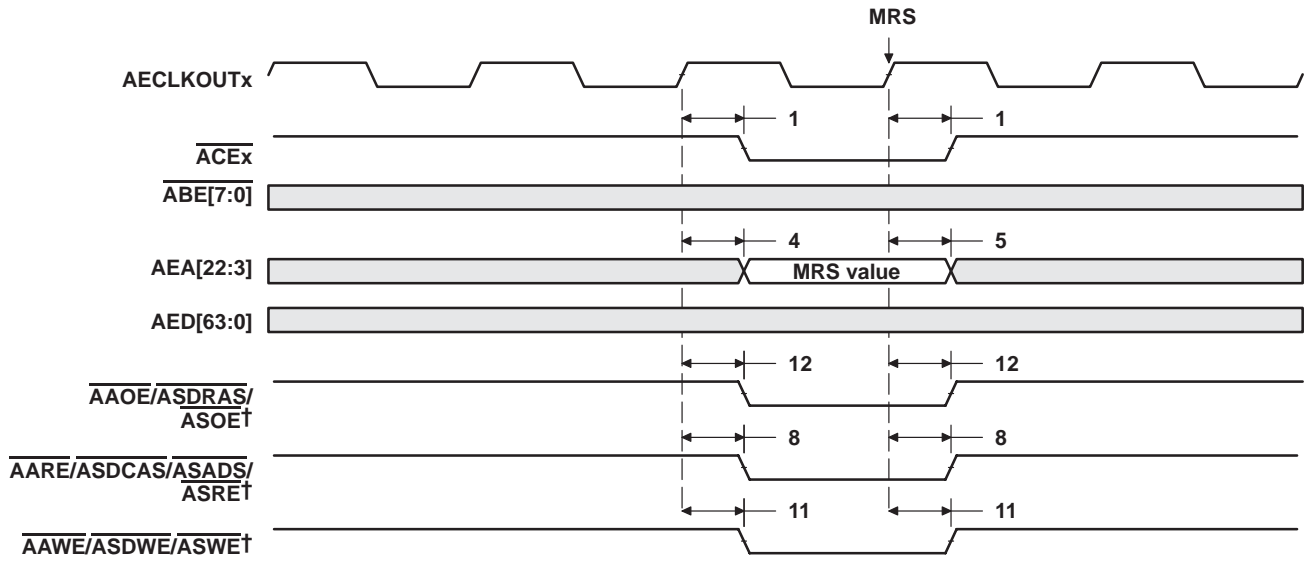 MRS
AECLKOUTx
1 1
ACEx
ABE[7:0]
4 5
AEA[22:3] MRS value
AED[63:0]
12 12
AAOE/ASDRAS/
ASOE†
8 8
AARE/ASDCAS/ASADS/
ASRE†
11 11
AAWE/ASDWE/ASWE†